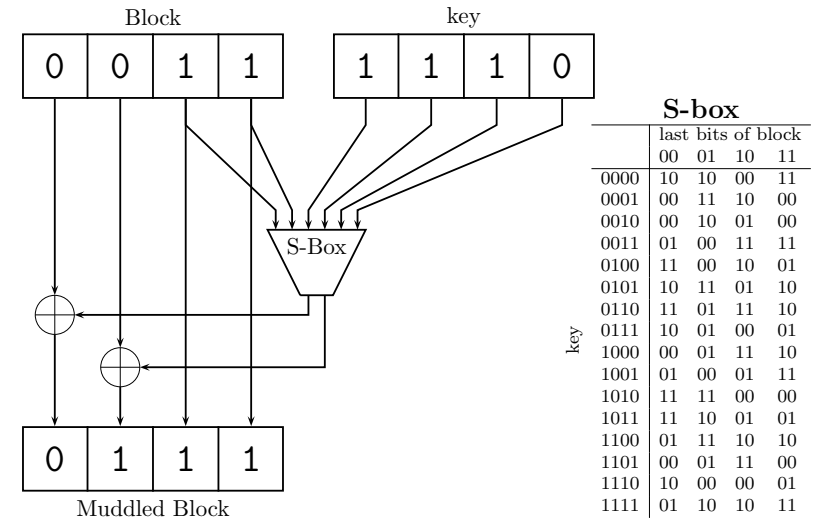 Block
key
0 0 1 1
1 1 1 0
S-Box
0 1 1 1
Muddled Block
S-box
last bits of block
00 01 10 11
key
0000 10 10 00 11
0001 00 11 10 00
0010 00 10 01 00
0011 01 00 11 11
0100 11 00 10 01
0101 10 11 01 10
0110 11 01 11 10
0111 10 01 00 01
1000 00 01 11 10
1001 01 00 01 11
1010 11 11 00 00
1011 11 10 01 01
1100 01 11 10 10
1101 00 01 11 00
1110 10 00 00 01
1111 01 10 10 11